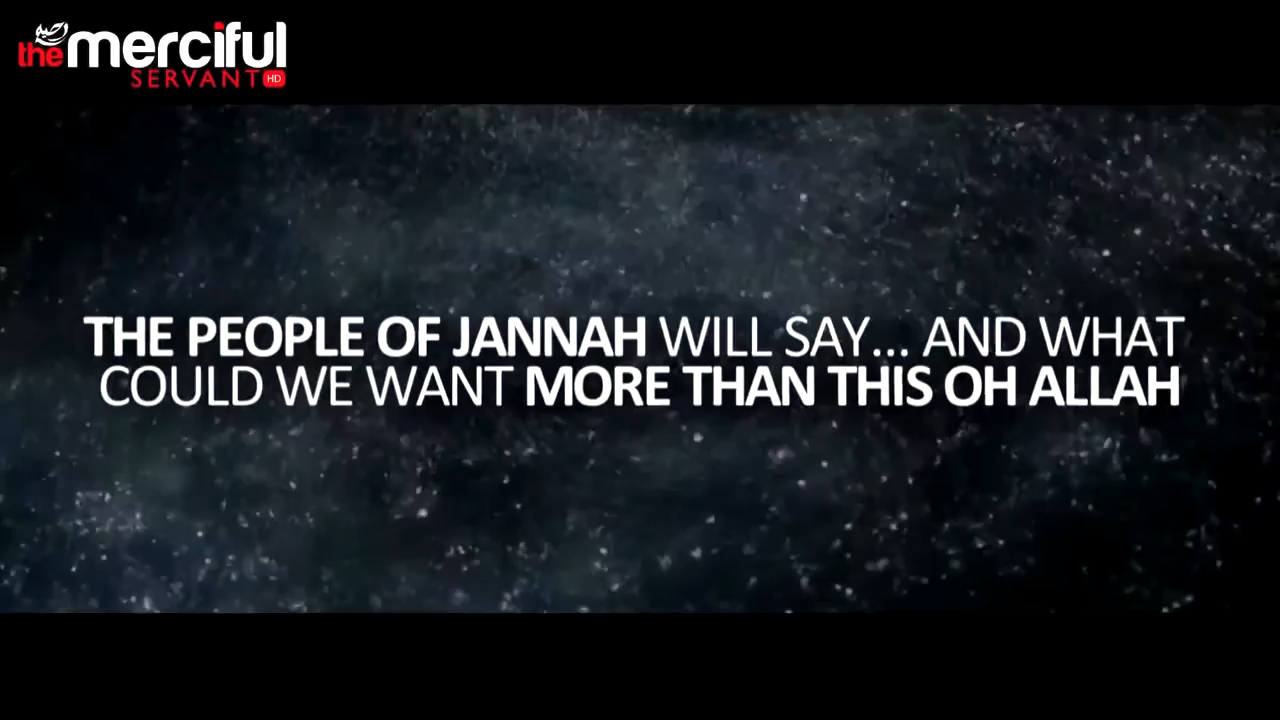 the merciful
SERVANT HD
THE PEOPLE OF JANNAH WILL SAY... AND WHAT
COULD WE WANT MORE THAN THIS OH ALLAH